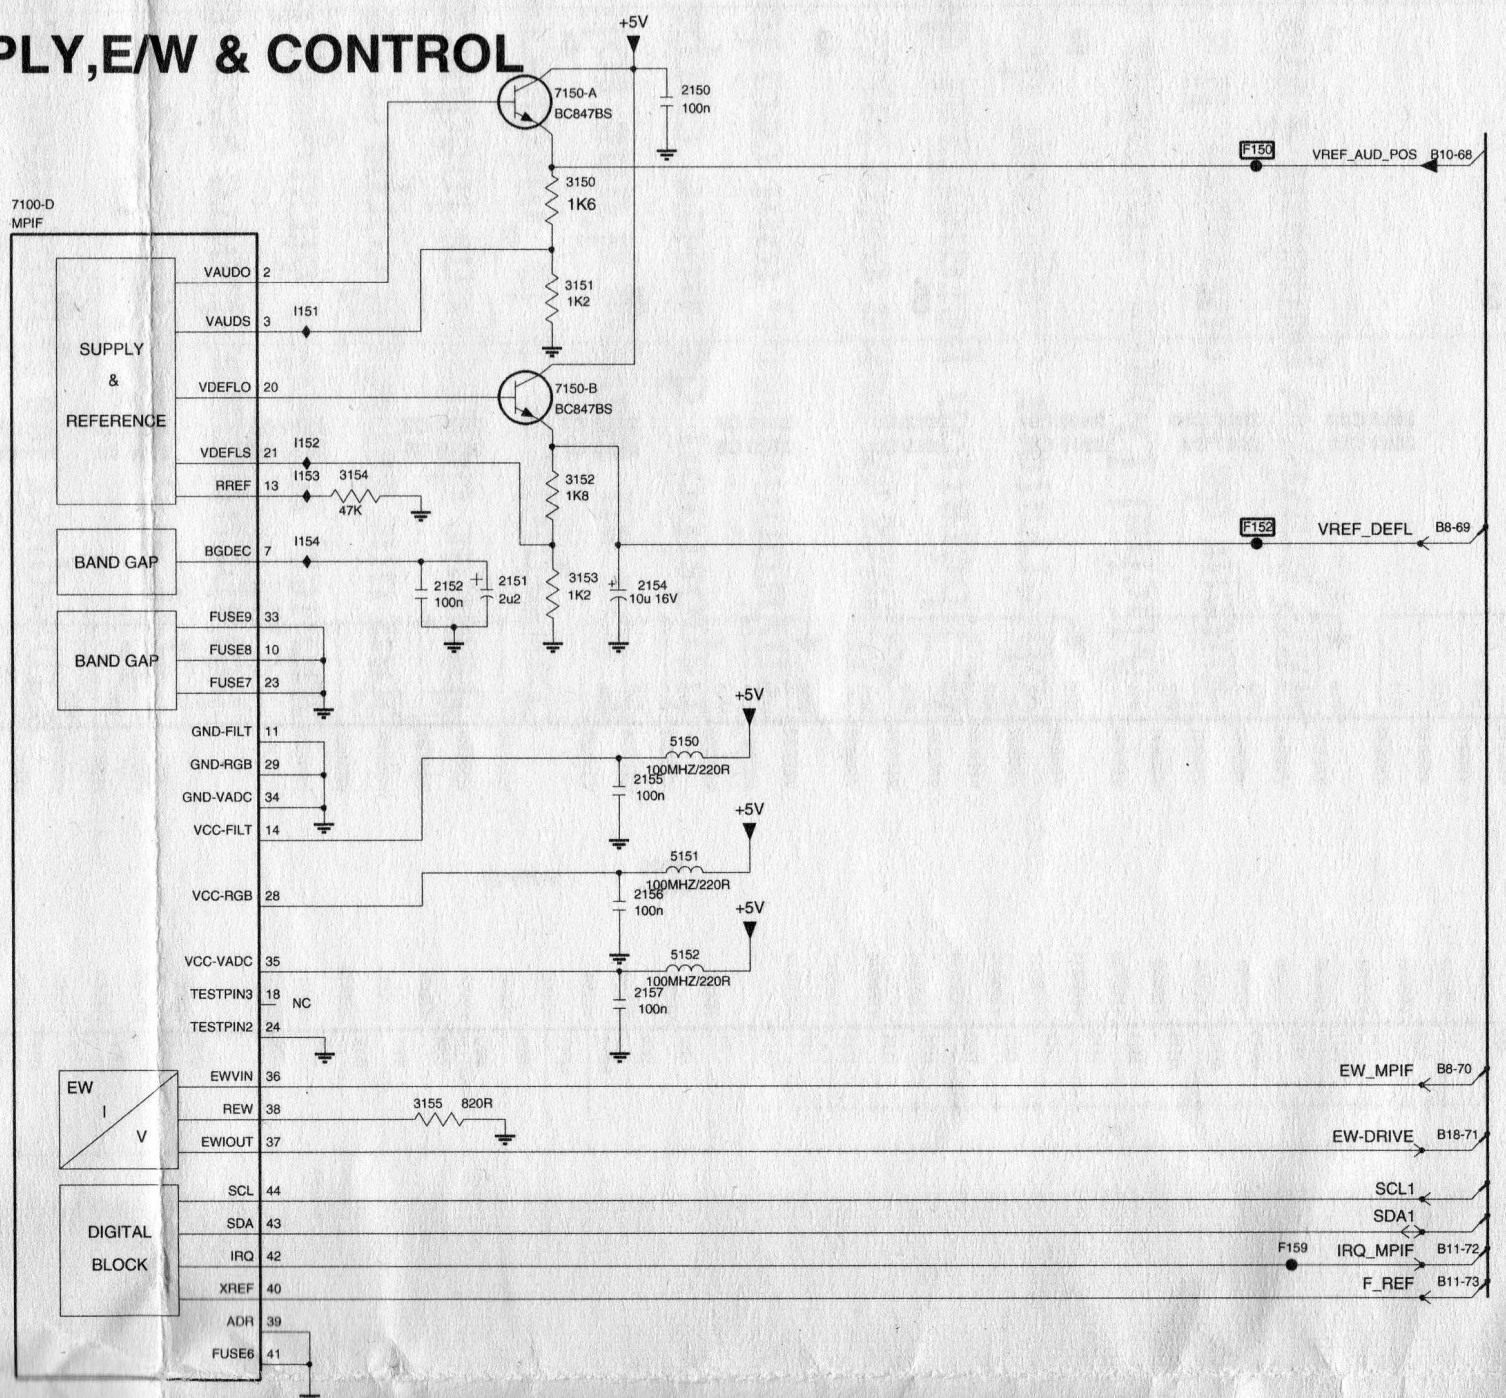 PLY,E/W & CONTROL
+5V
7150-A
BC847BS
2150
100n
F150
VREF_AUD_POS
B10-68
3150
1K6
7100-D
MPIF
VAUDO 2
3151
1K2
I151
VAUDS 3
SUPPLY
&
REFERENCE
VDEFLO 20
7150-B
BC847BS
I152
VDEFLS 21
I153
3154
47K
RREF 13
3152
1K8
F152
VREF_DEFL
B8-69
BAND GAP
BGDEC 7
I154
2152
100n
+
2151
2u2
3153
1K2
+
2154
10u 16V
BAND GAP
FUSE9 33
FUSE8 10
FUSE7 23
+5V
GND-FILT 11
5150
100MHZ/220R
GND-RGB 29
2155
100n
GND-VADC 34
+5V
VCC-FILT 14
5151
100MHZ/220R
VCC-RGB 28
2156
100n
+5V
VCC-VADC 35
5152
100MHZ/220R
TESTPIN3 18
NC
2157
100n
TESTPIN2 24
EW
I
V
EWVIN 36
EW_MPIF
B8-70
REW 38
3155 820R
EWIOUT 37
EW-DRIVE
B18-71
DIGITAL
BLOCK
SCL 44
SCL1
SDA 43
SDA1
IRQ 42
F159
IRQ_MPIF
B11-72
XREF 40
F_REF
B11-73
ADR 39
FUSE6 41